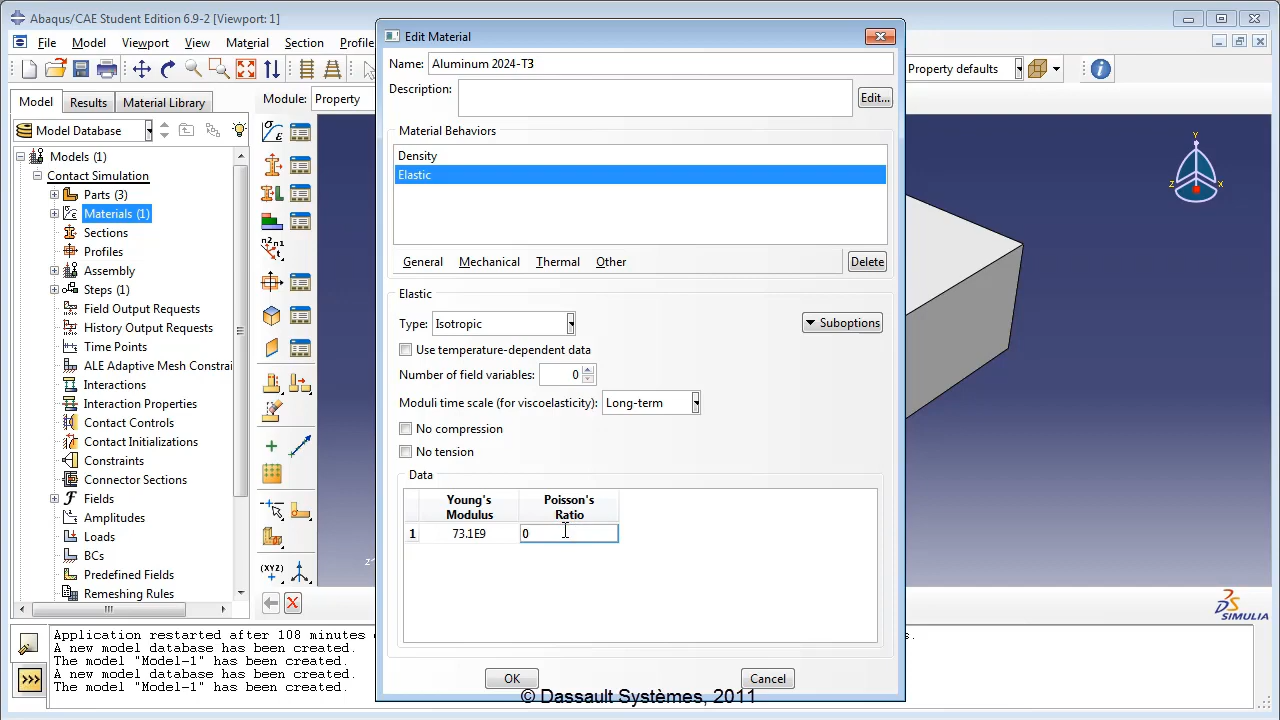 Abaqus/CAE Student Edition 6.9-2 [Viewport: 1]
File Model Viewport View Material Section Profile
Property defaults
Model Results Material Library
Module: Property
Model Database
Models (1)
Contact Simulation
Parts (3)
Materials (1)
Sections
Profiles
Assembly
Steps (1)
Field Output Requests
History Output Requests
Time Points
ALE Adaptive Mesh Constrai
Interactions
Interaction Properties
Contact Controls
Contact Initializations
Constraints
Connector Sections
Fields
Amplitudes
Loads
BCs
Predefined Fields
Remeshing Rules
n2 n1
(XYZ)
Edit Material
Name: Aluminum 2024-T3
Description:
Edit...
Material Behaviors
Density
Elastic
General Mechanical Thermal Other
Delete
Elastic
Type: Isotropic
Suboptions
Use temperature-dependent data
Number of field variables: 0
Moduli time scale (for viscoelasticity): Long-term
No compression
No tension
Data
Young's Modulus
Poisson's Ratio
1 73.1E9 0
OK Cancel
Y
Z X
SIMULIA
Application restarted after 108 minutes
A new model database has been created.
The model "Model-1" has been created.
A new model database has been created.
The model "Model-1" has been created.
>>>
© Dassault Systèmes, 2011